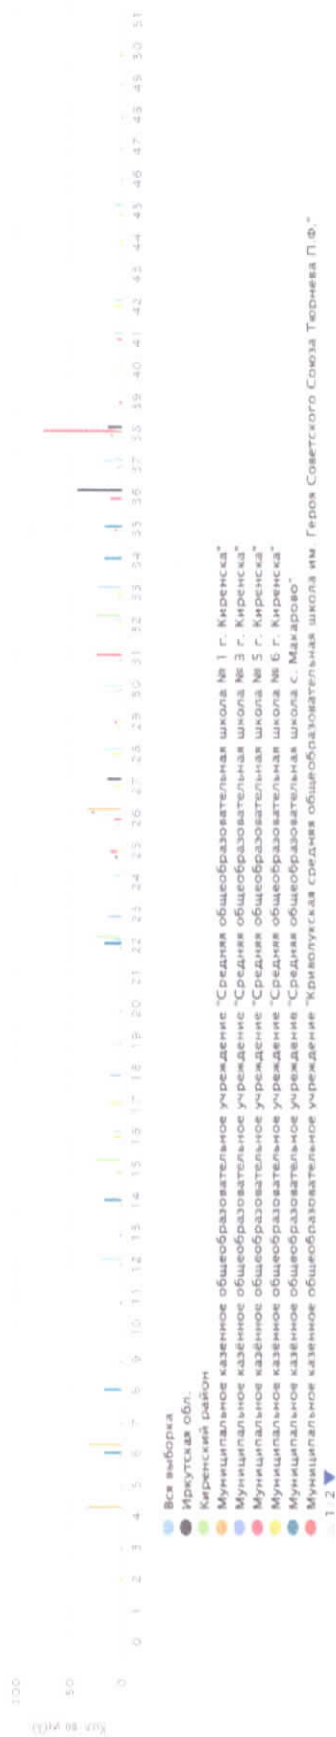 100
50
0
0 1 2 3 4 5 6 7 8 9 10 11 12 13 14 15 16 17 18 19 20 21 22 23 24 25 26 27 28 29 30 31 32 33 34 35 36 37 38 39 40 41 42 43 44 45 46 47 48 49 50 51
Вся выборка
Иркутская обл.
Киренский район
Муниципальное казённое общеобразовательное учреждение "Средняя общеобразовательная школа № 1 г. Киренска"
Муниципальное казённое общеобразовательное учреждение "Средняя общеобразовательная школа № 3 г. Киренска"
Муниципальное казённое общеобразовательное учреждение "Средняя общеобразовательная школа № 5 г. Киренска"
Муниципальное казённое общеобразовательное учреждение "Средняя общеобразовательная школа № 6 г. Киренска"
Муниципальное казённое общеобразовательное учреждение "Средняя общеобразовательная школа с. Макарово"
Муниципальное казенное общеобразовательное учреждение "Криволукская средняя общеобразовательная школа им. Героя Советского Союза Тюрнева П.Ф."
1/2